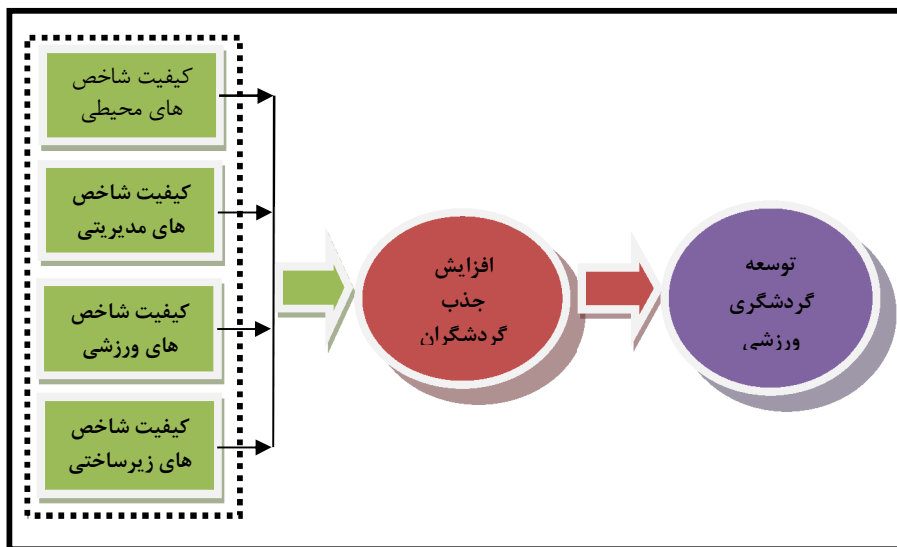 کیفیت شاخص
های محیطی
کیفیت شاخص
های مدیریتی
کیفیت شاخص
های ورزشی
کیفیت شاخص
های زیرساختی
افزایش
جذب
گردشگران
توسعه
گردشگری
ورزشی